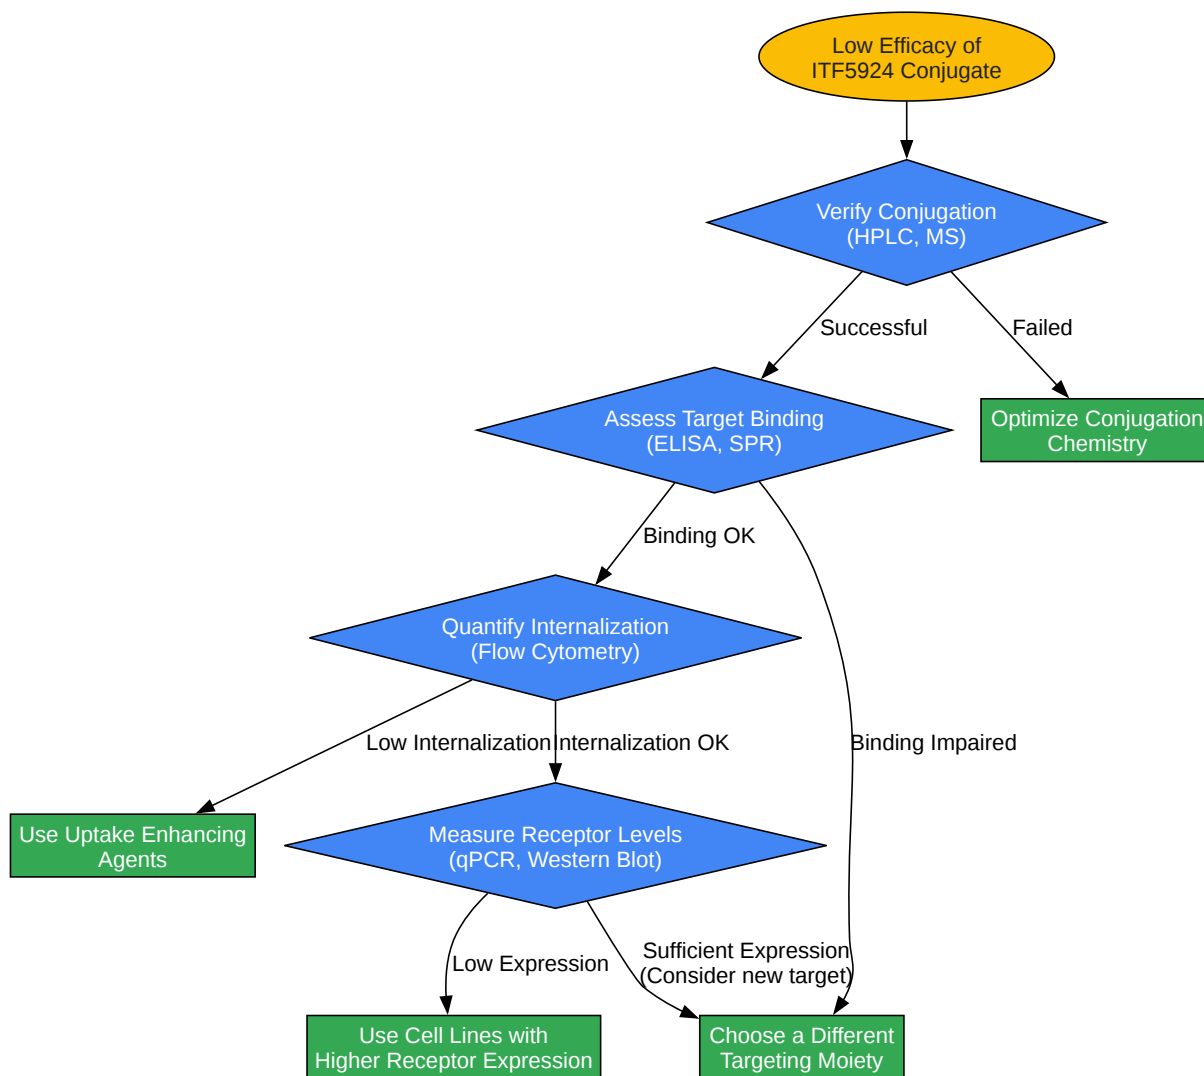 Low Efficacy of
ITF5924 Conjugate
Verify Conjugation
(HPLC, MS)
Successful
Failed
Assess Target Binding
(ELISA, SPR)
Optimize Conjugation
Chemistry
Binding OK
Quantify Internalization
(Flow Cytometry)
Low Internalization
Internalization OK
Binding Impaired
Use Uptake Enhancing
Agents
Measure Receptor Levels
(qPCR, Western Blot)
Low Expression
Sufficient Expression
(Consider new target)
Use Cell Lines with
Higher Receptor Expression
Choose a Different
Targeting Moiety